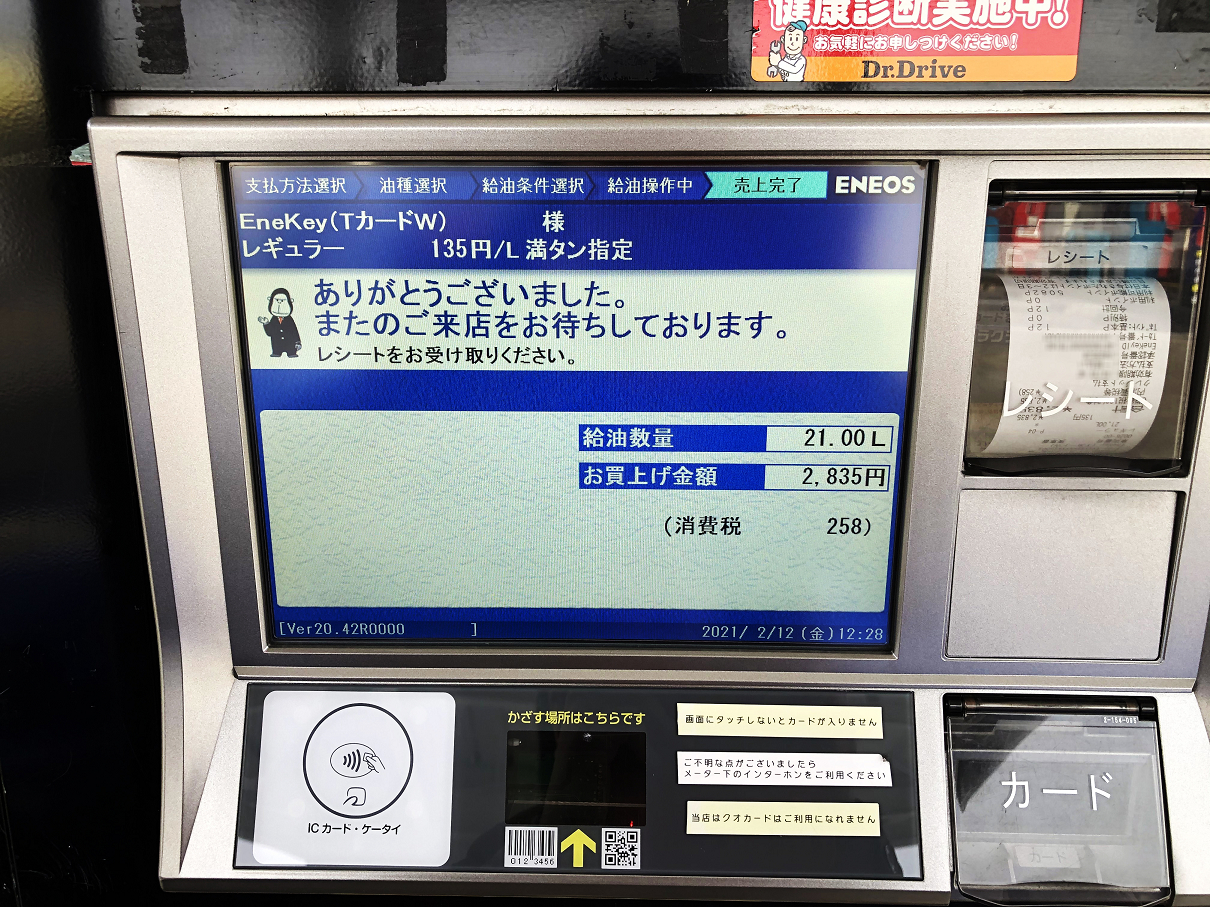 健康診断実施中!
お気軽にお申しつけください!
Dr.Drive
支払方法選択 油種選択 給油条件選択 給油操作中 売上完了 ENEOS
EneKey(TカードW) 様
レギュラー 135円/L 満タン指定
ありがとうございました。
またのご来店をお待ちしております。
レシートをお受け取りください。
給油数量 21.00L
お買上げ金額 2,835円
(消費税 258)
[Ver20.42R0000 ]
2021/ 2/12(金)12:28
レシート
レシート
かざす場所はこちらです
ICカード・ケータイ
012 3456
画面にタッチしないとカードが入りません
ご不明な点がございましたら
メーター下のインターホンをご利用ください
当店はクオカードはご利用になれません
カード
カード